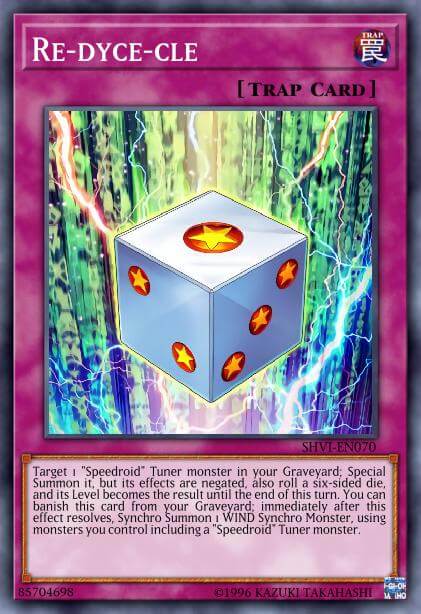 RE-DYCE-CLE
TRAP
罠
[TRAP CARD]
SHVI-EN070
Target 1 "Speedroid" Tuner monster in your Graveyard; Special
Summon it, but its effects are negated, also roll a six-sided die,
and its Level becomes the result until the end of this turn. You can
banish this card from your Graveyard; immediately after this
effect resolves, Synchro Summon 1 WIND Synchro Monster, using
monsters you control including a "Speedroid" Tuner monster.
85704698
©1996 KAZUKI TAKAHASHI